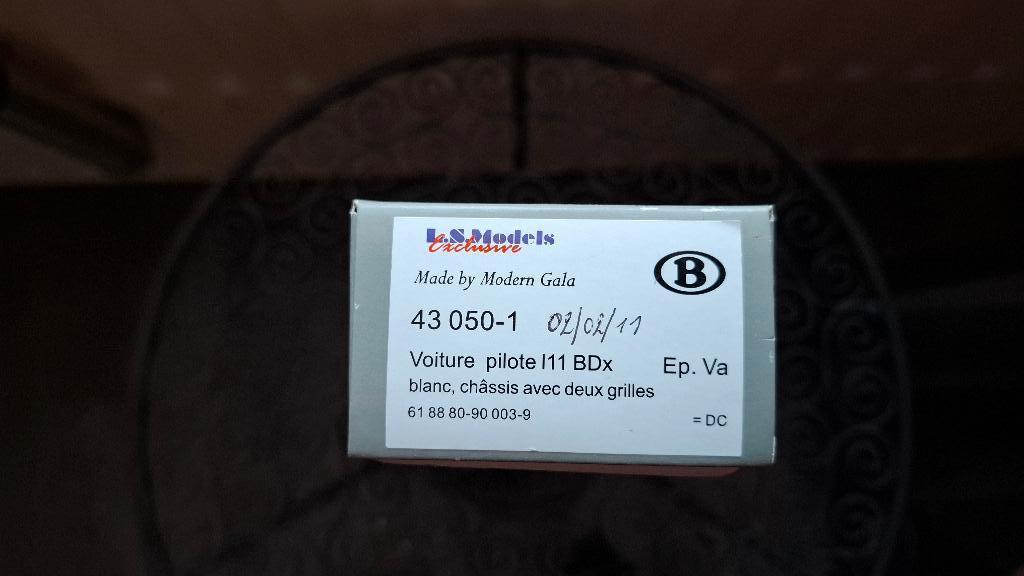 L.S.Models
Exclusive
Made by Modern Gala
B
43 050-1 02/02/11
Voiture pilote I11 BDx Ep. Va
blanc, châssis avec deux grilles
61 88 80-90 003-9 = DC